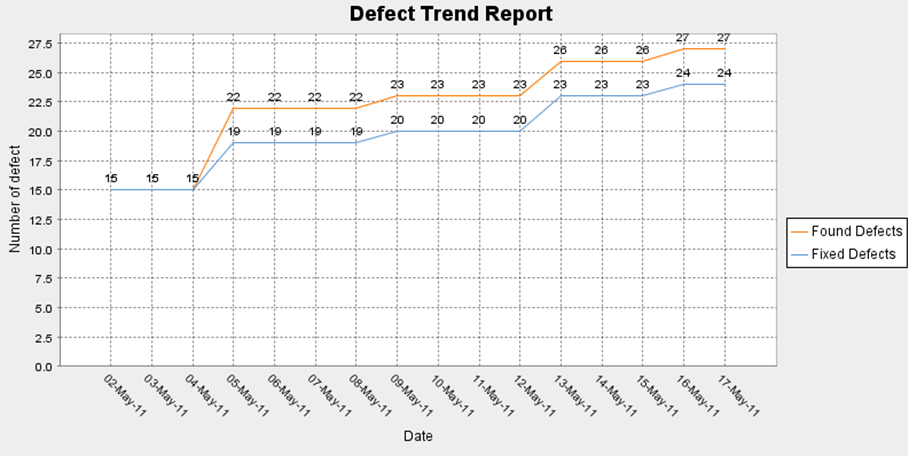 Defect Trend Report
27.5
25.0
22.5
20.0
17.5
15.0
12.5
10.0
7.5
5.0
2.5
0.0
Number of defect
15 15 15 22 22 22 22 23 23 23 23 26 26 26 27 27
15 15 15 19 19 19 19 20 20 20 20 23 23 23 24 24
02-May-11
03-May-11
04-May-11
05-May-11
06-May-11
07-May-11
08-May-11
09-May-11
10-May-11
11-May-11
12-May-11
13-May-11
14-May-11
15-May-11
16-May-11
17-May-11
Date
Found Defects
Fixed Defects